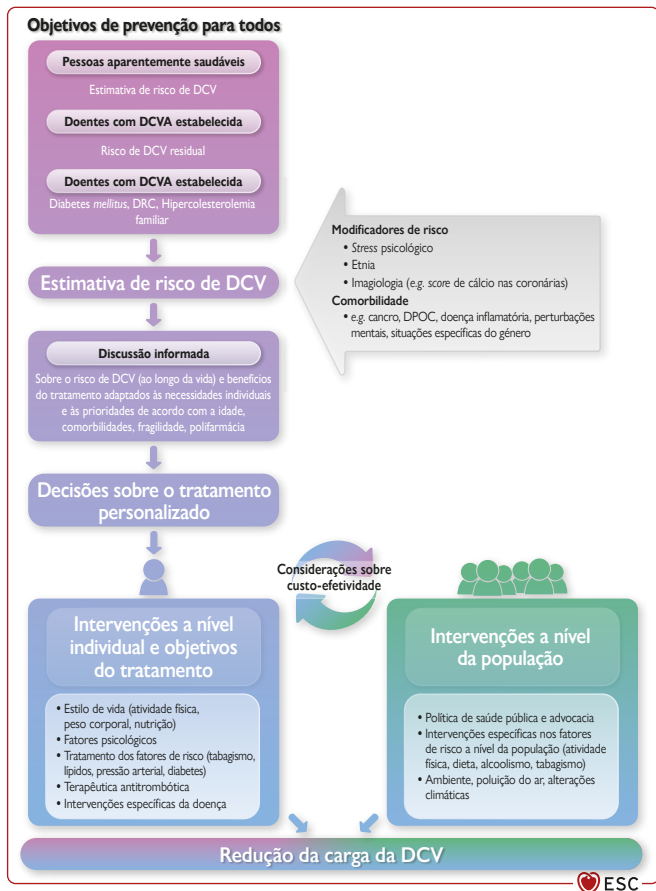 Objetivos de prevenção para todos
Pessoas aparentemente saudáveis
Estimativa de risco de DCV
Doentes com DCVA estabelecida
Risco de DCV residual
Doentes com DCVA estabelecida
Diabetes mellitus, DRC, Hipercolesterolemia
familiar
Modificadores de risco
• Stress psicológico
• Etnia
• Imagiologia (e.g. score de cálcio nas coronárias)
Comorbilidade
• e.g. cancro, DPOC, doença inflamatória, perturbações
mentais, situações específicas do género
Estimativa de risco de DCV
Discussão informada
Sobre o risco de DCV (ao longo da vida) e benefícios
do tratamento adaptados às necessidades individuais
e às prioridades de acordo com a idade,
comorbilidades, fragilidade, polifarmácia
Decisões sobre o tratamento
personalizado
Considerações sobre
custo-efetividade
Intervenções a nível
individual e objetivos
do tratamento
• Estilo de vida (atividade física,
peso corporal, nutrição)
• Fatores psicológicos
• Tratamento dos fatores de risco (tabagismo,
lípidos, pressão arterial, diabetes)
• Terapêutica antitrombótica
• Intervenções específicas da doença
Intervenções a nível
da população
• Política de saúde pública e advocacia
• Intervenções específicas nos fatores
de risco a nível da população (atividade
física, dieta, alcoolismo, tabagismo)
• Ambiente, poluição do ar, alterações
climáticas
Redução da carga da DCV
ESC